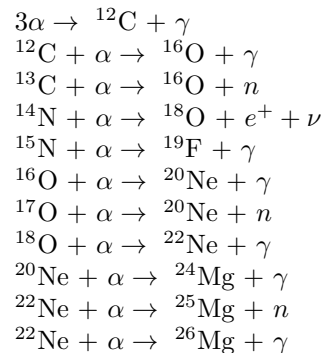 3α → ¹²C + γ
¹²C + α → ¹⁶O + γ
¹³C + α → ¹⁶O + n
¹⁴N + α → ¹⁸O + e⁺ + ν
¹⁵N + α → ¹⁹F + γ
¹⁶O + α → ²⁰Ne + γ
¹⁷O + α → ²⁰Ne + n
¹⁸O + α → ²²Ne + γ
²⁰Ne + α → ²⁴Mg + γ
²²Ne + α → ²⁵Mg + n
²²Ne + α → ²⁶Mg + γ